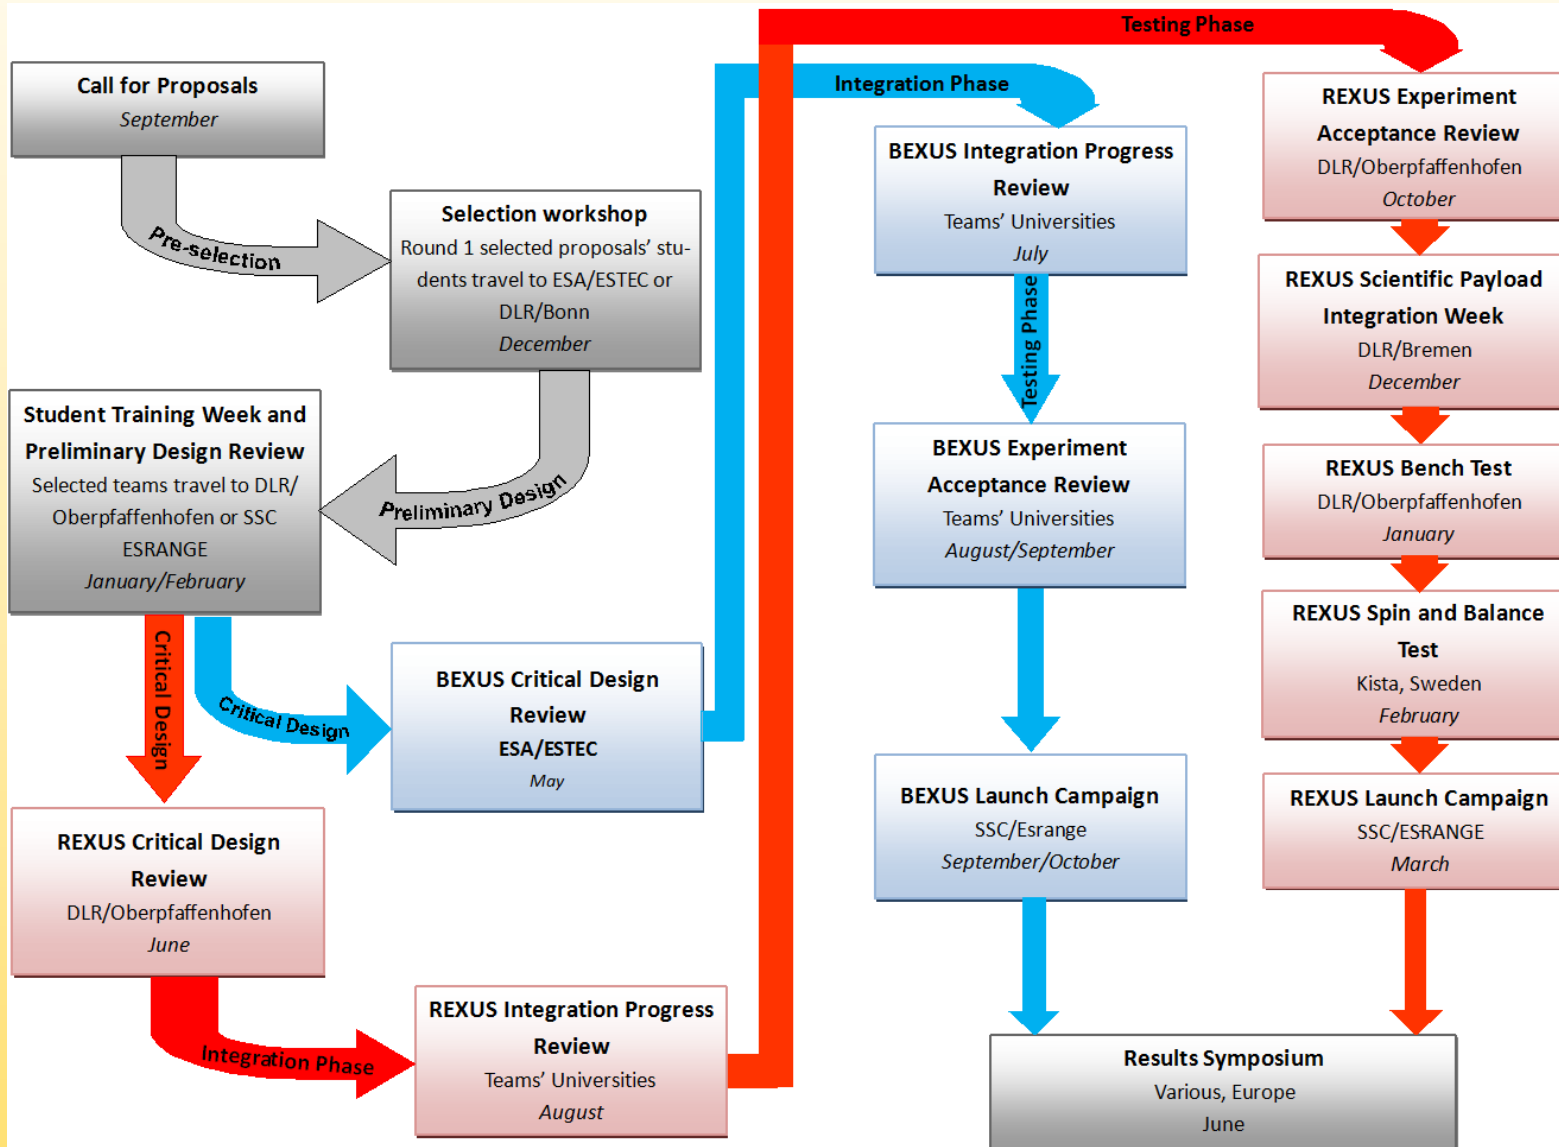 Call for Proposals
September
Pre-selection
Selection workshop
Round 1 selected proposals’ stu-
dents travel to ESA/ESTEC or
DLR/Bonn
December
Preliminary Design
Student Training Week and
Preliminary Design Review
Selected teams travel to DLR/
Oberpfaffenhofen or SSC
ESRANGE
January/February
Critical Design
Critical Design
BEXUS Critical Design
Review
ESA/ESTEC
May
REXUS Critical Design
Review
DLR/Oberpfaffenhofen
June
Integration Phase
REXUS Integration Progress
Review
Teams’ Universities
August
Integration Phase
BEXUS Integration Progress
Review
Teams’ Universities
July
Testing Phase
BEXUS Experiment
Acceptance Review
Teams’ Universities
August/September
BEXUS Launch Campaign
SSC/Esrange
September/October
Testing Phase
REXUS Experiment
Acceptance Review
DLR/Oberpfaffenhofen
October
REXUS Scientific Payload
Integration Week
DLR/Bremen
December
REXUS Bench Test
DLR/Oberpfaffenhofen
January
REXUS Spin and Balance
Test
Kista, Sweden
February
REXUS Launch Campaign
SSC/ESRANGE
March
Results Symposium
Various, Europe
June